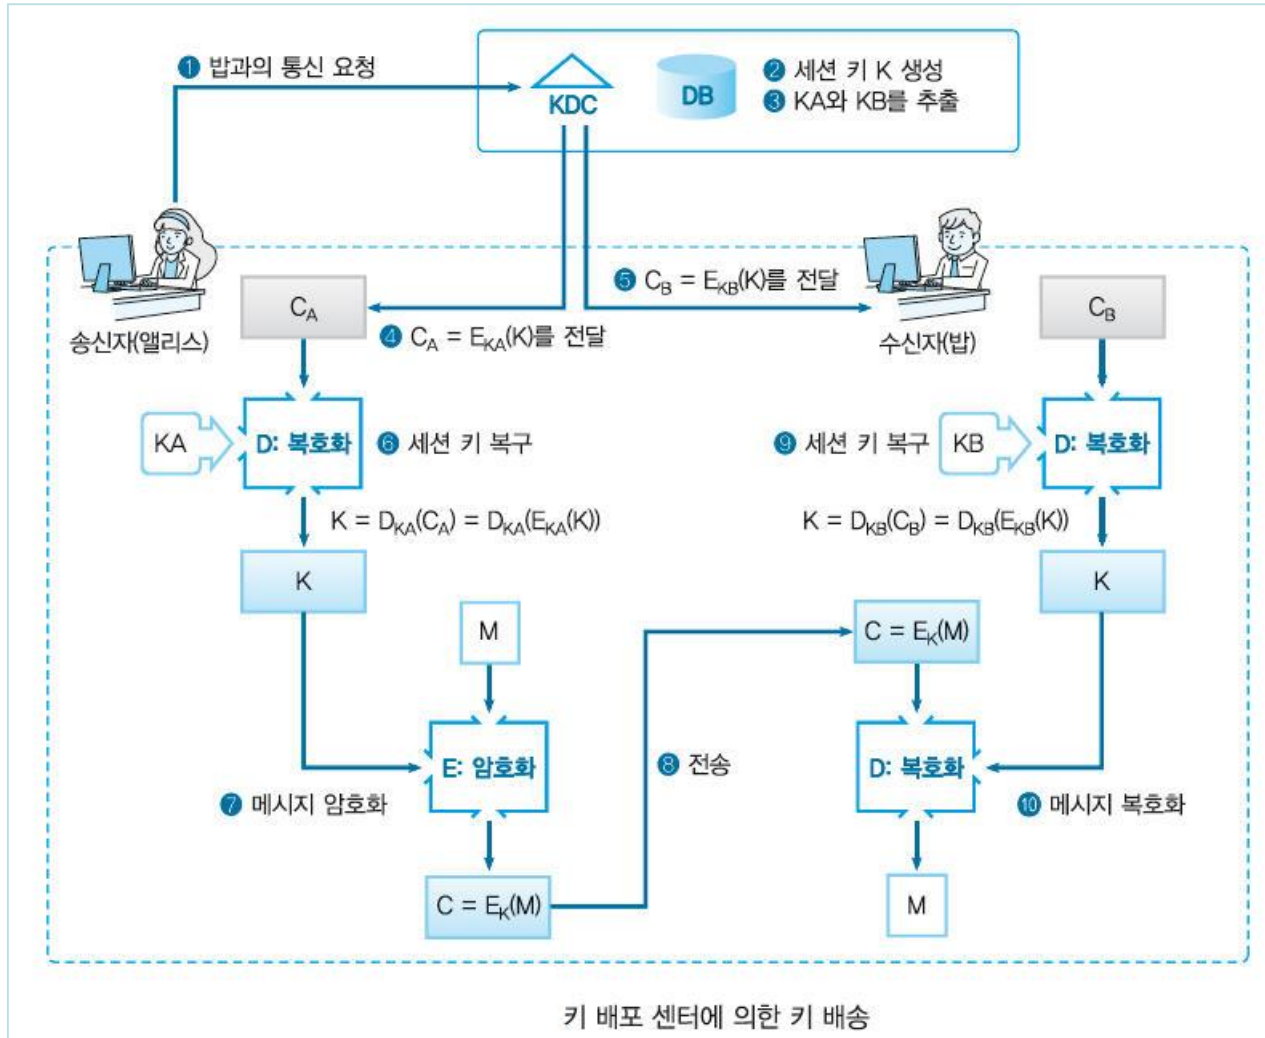 ❶ 밥과의 통신 요청
KDC
DB
❷ 세션 키 K 생성
❸ KA와 KB를 추출
송신자(앨리스)
C_A
❹ C_A = E_KA(K)를 전달
❺ C_B = E_KB(K)를 전달
수신자(밥)
C_B
KA
D: 복호화
❻ 세션 키 복구
K = D_KA(C_A) = D_KA(E_KA(K))
K
❾ 세션 키 복구
KB
D: 복호화
K = D_KB(C_B) = D_KB(E_KB(K))
K
M
E: 암호화
❼ 메시지 암호화
C = E_K(M)
❽ 전송
C = E_K(M)
D: 복호화
❿ 메시지 복호화
M
키 배포 센터에 의한 키 배송